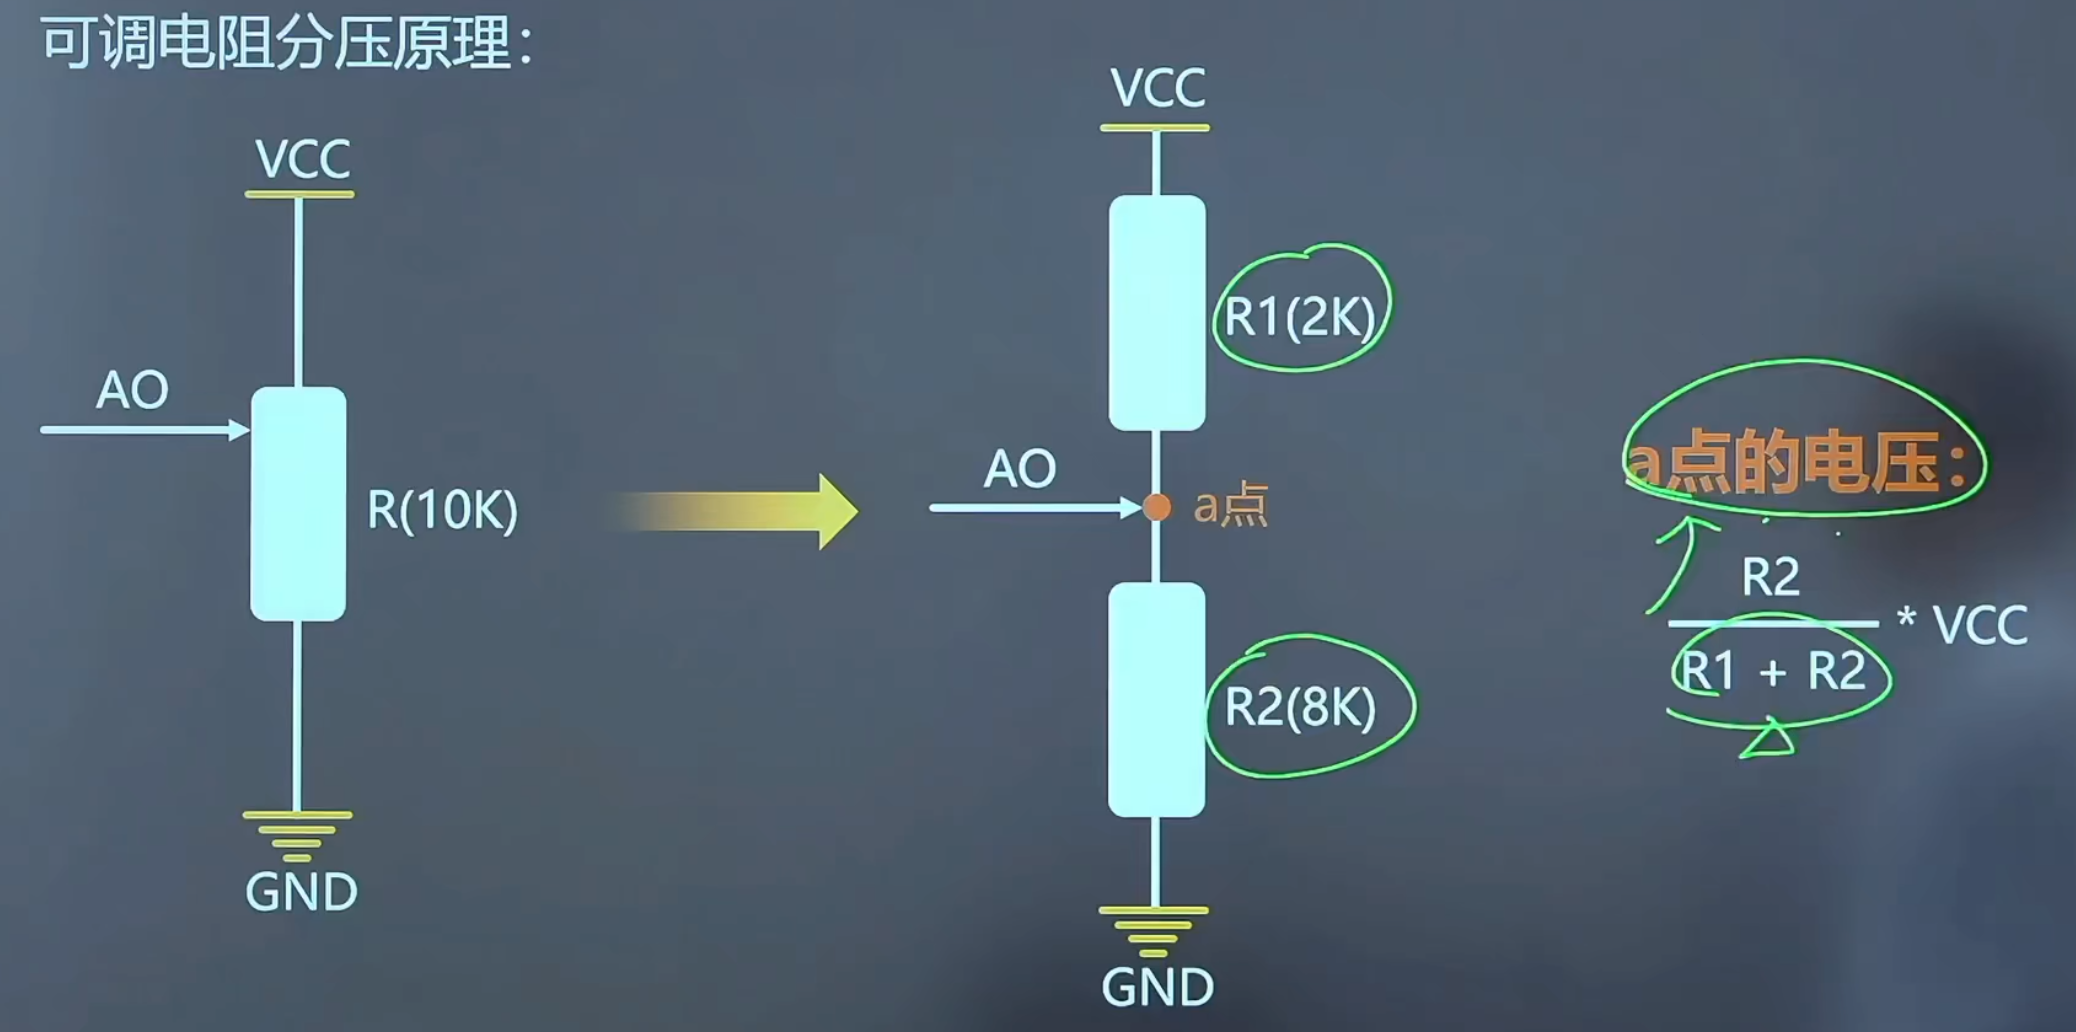 可调电阻分压原理：
VCC
AO
R(10K)
GND
VCC
R1(2K)
AO
a点
R2(8K)
GND
a点的电压：
R2
R1 + R2
* VCC